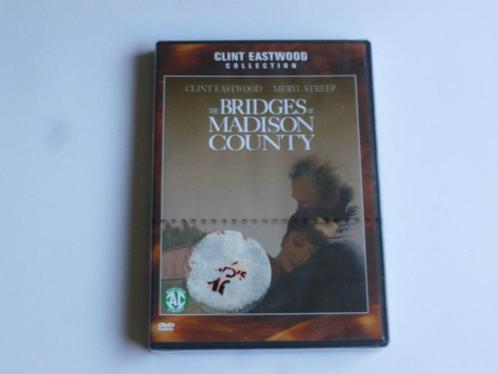 CLINT EASTWOOD
COLLECTION
CLINT EASTWOOD MERYL STREEP
THE BRIDGES OF
MADISON
COUNTY
AL
DVD